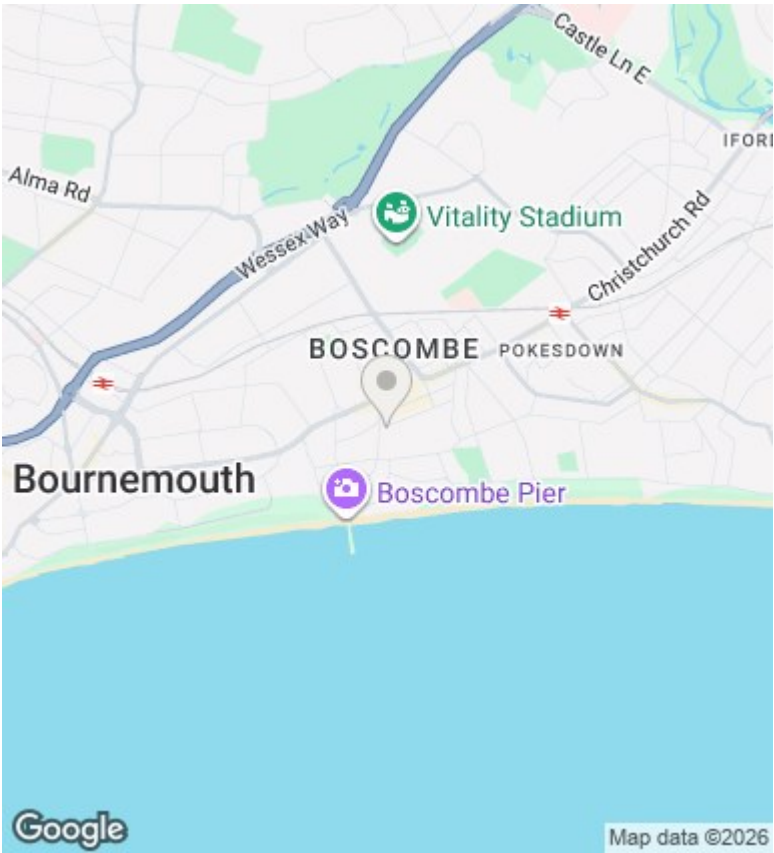 Castle Ln E
IFORD
Alma Rd
Vitality Stadium
Wessex Way
Christchurch Rd
BOSCOMBE
POKESDOWN
Bournemouth
Boscombe Pier
Google
Map data ©2026